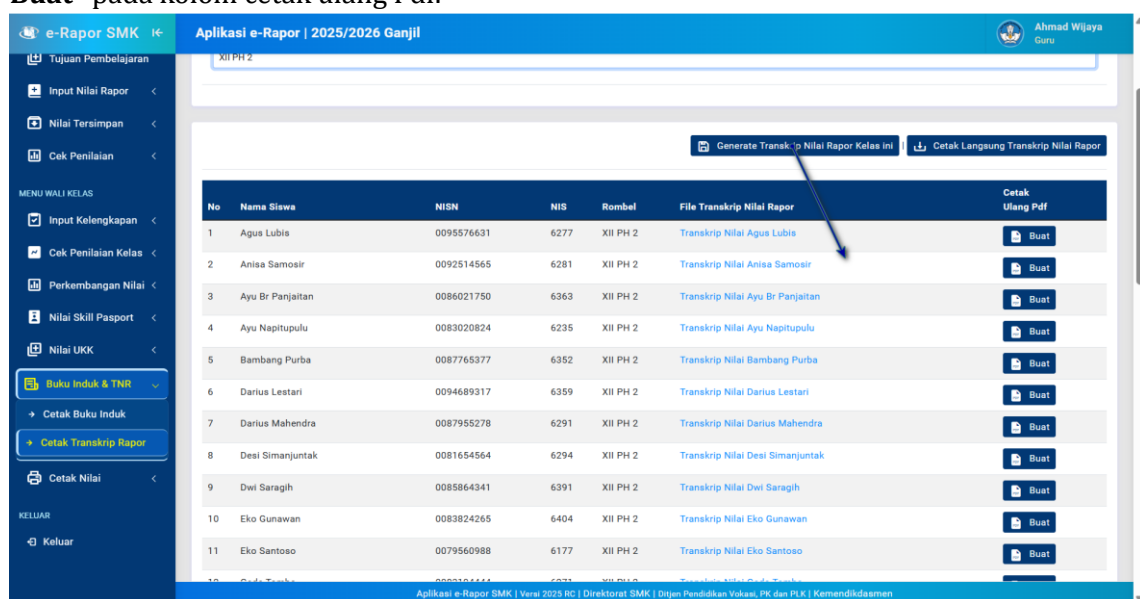 Buat" pada kolom cetak ulang Pdf.
e-Rapor SMK
Aplikasi e-Rapor | 2025/2026 Ganjil
Ahmad Wijaya
Guru
Tujuan Pembelajaran
Input Nilai Rapor
Nilai Tersimpan
Cek Penilaian
MENU WALI KELAS
Input Kelengkapan
Cek Penilaian Kelas
Perkembangan Nilai
Nilai Skill Pasport
Nilai UKK
Buku Induk & TNR
Cetak Buku Induk
Cetak Transkrip Rapor
Cetak Nilai
KELUAR
Keluar
XII PH 2
Generate Transkrip Nilai Rapor Kelas ini | Cetak Langsung Transkrip Nilai Rapor
No Nama Siswa NISN NIS Rombel File Transkrip Nilai Rapor Cetak Ulang Pdf
1 Agus Lubis 0095576631 6277 XII PH 2 Transkrip Nilai Agus Lubis Buat
2 Anisa Samosir 0092514565 6281 XII PH 2 Transkrip Nilai Anisa Samosir Buat
3 Ayu Br Panjaitan 0086021750 6363 XII PH 2 Transkrip Nilai Ayu Br Panjaitan Buat
4 Ayu Napitupulu 0083020824 6235 XII PH 2 Transkrip Nilai Ayu Napitupulu Buat
5 Bambang Purba 0087765377 6352 XII PH 2 Transkrip Nilai Bambang Purba Buat
6 Darius Lestari 0094689317 6359 XII PH 2 Transkrip Nilai Darius Lestari Buat
7 Darius Mahendra 0087955278 6291 XII PH 2 Transkrip Nilai Darius Mahendra Buat
8 Desi Simanjuntak 0081654564 6294 XII PH 2 Transkrip Nilai Desi Simanjuntak Buat
9 Dwi Saragih 0085864341 6391 XII PH 2 Transkrip Nilai Dwi Saragih Buat
10 Eko Gunawan 0083824265 6404 XII PH 2 Transkrip Nilai Eko Gunawan Buat
11 Eko Santoso 0079560988 6177 XII PH 2 Transkrip Nilai Eko Santoso Buat
Aplikasi e-Rapor SMK | Versi 2025 RC | Direktorat SMK | Ditjen Pendidikan Vokasi, PK dan PLK | Kemendikdasmen